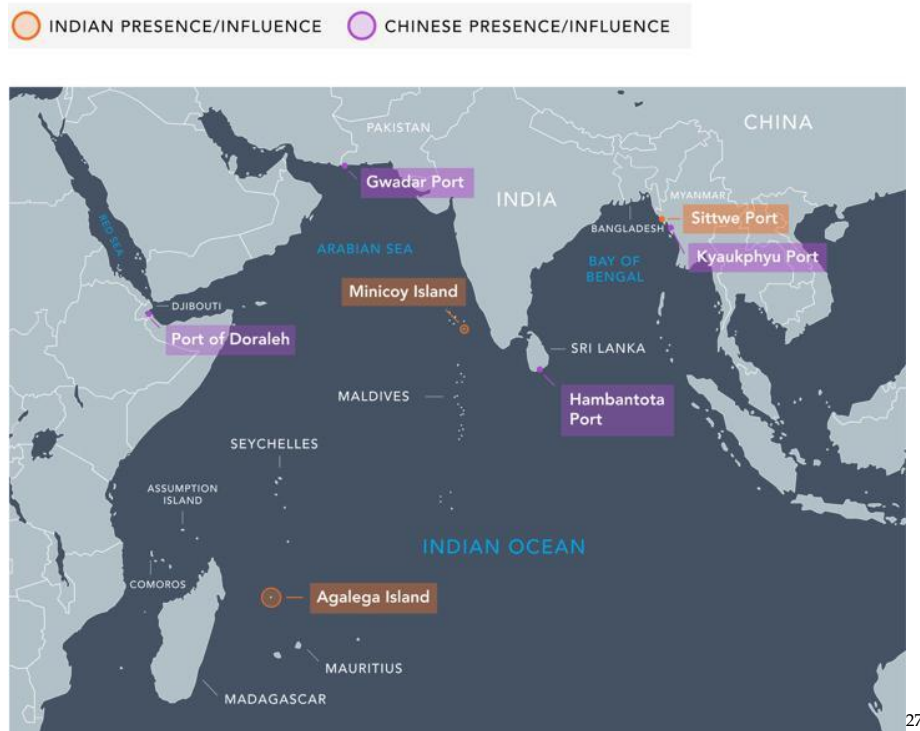 INDIAN PRESENCE/INFLUENCE
CHINESE PRESENCE/INFLUENCE
CHINA
PAKISTAN
Gwadar Port
INDIA
MYANMAR
Sittwe Port
BANGLADESH
Kyaukphyu Port
RED SEA
ARABIAN SEA
BAY OF
BENGAL
Minicoy Island
DJIBOUTI
Port of Doraleh
SRI LANKA
MALDIVES
Hambantota
Port
SEYCHELLES
ASSUMPTION
ISLAND
INDIAN OCEAN
COMOROS
Agalega Island
MAURITIUS
MADAGASCAR
27